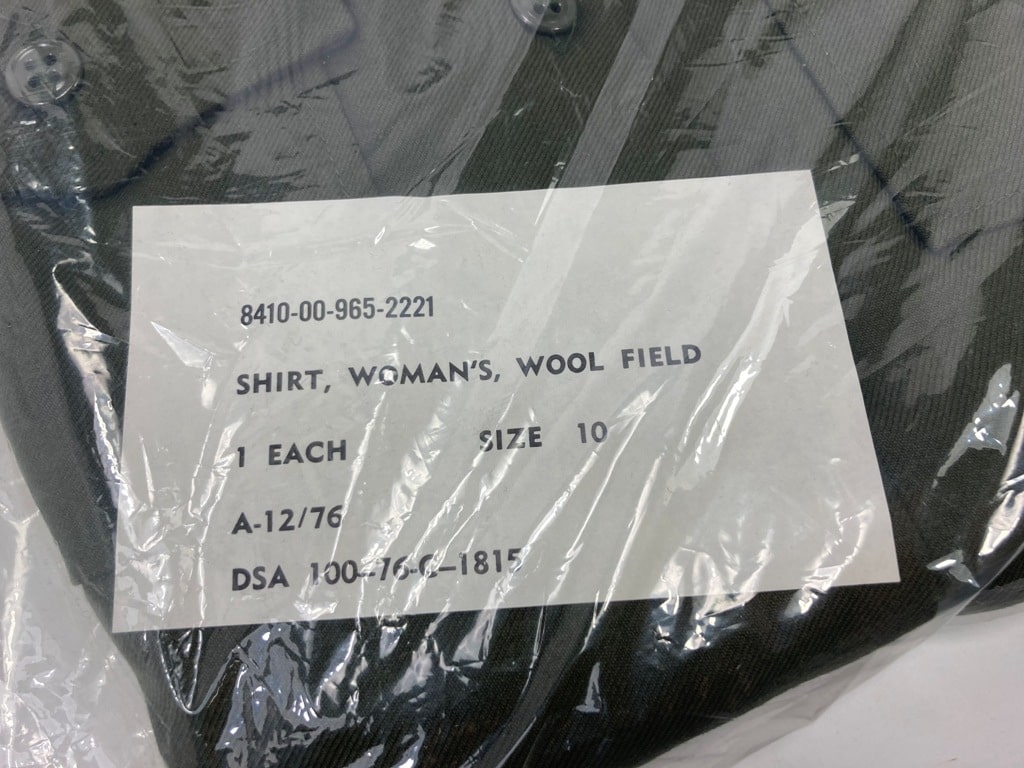 8410-00-965-2221
SHIRT, WOMAN'S, WOOL FIELD
1 EACH SIZE 10
A-12/76
DSA 100-76-C-1815